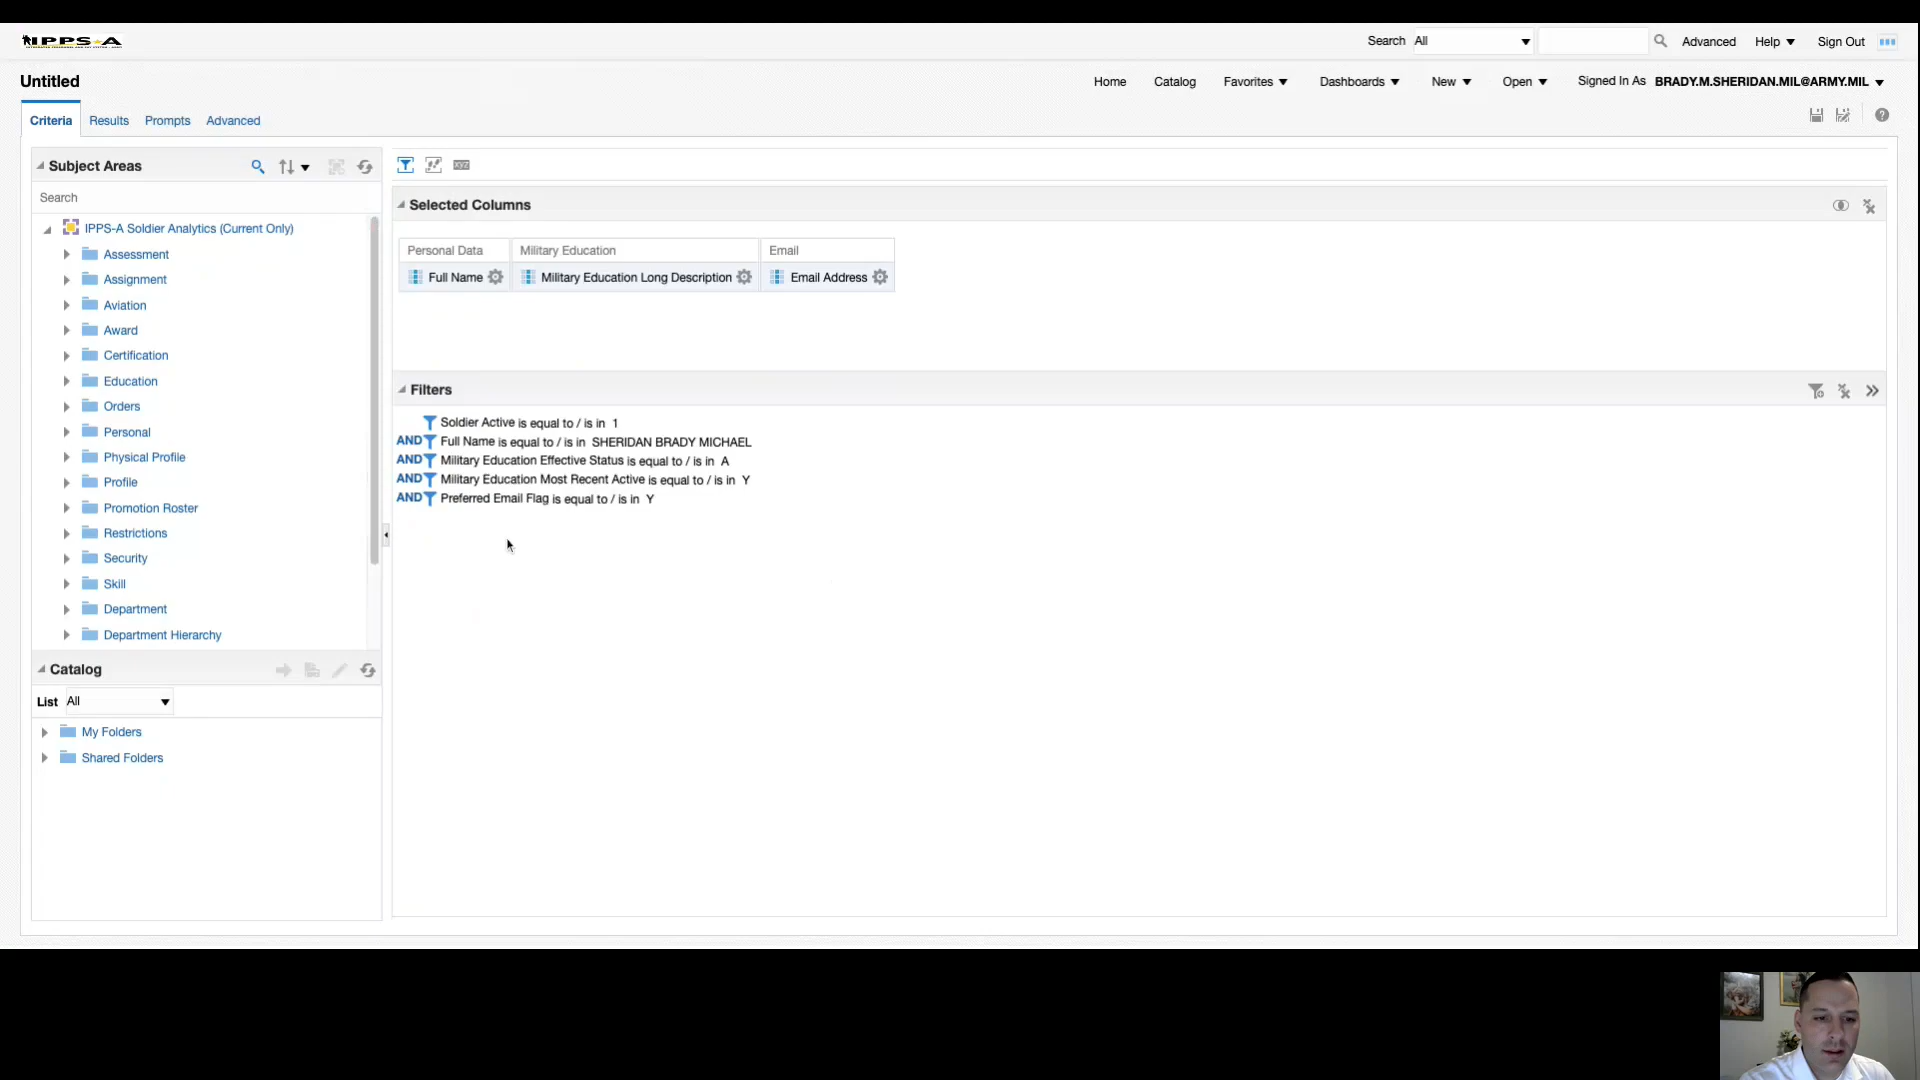 IPPS-A
Search All
Advanced
Help
Sign Out
Untitled
Home
Catalog
Favorites
Dashboards
New
Open
Signed In As BRADY.M.SHERIDAN.MIL@ARMY.MIL
Criteria
Results
Prompts
Advanced
Subject Areas
Search
IPPS-A Soldier Analytics (Current Only)
Assessment
Assignment
Aviation
Award
Certification
Education
Orders
Personal
Physical Profile
Profile
Promotion Roster
Restrictions
Security
Skill
Department
Department Hierarchy
Catalog
List All
My Folders
Shared Folders
XYZ
Selected Columns
Personal Data
Military Education
Email
Full Name
Military Education Long Description
Email Address
Filters
Soldier Active is equal to / is in 1
AND Full Name is equal to / is in SHERIDAN BRADY MICHAEL
AND Military Education Effective Status is equal to / is in A
AND Military Education Most Recent Active is equal to / is in Y
AND Preferred Email Flag is equal to / is in Y